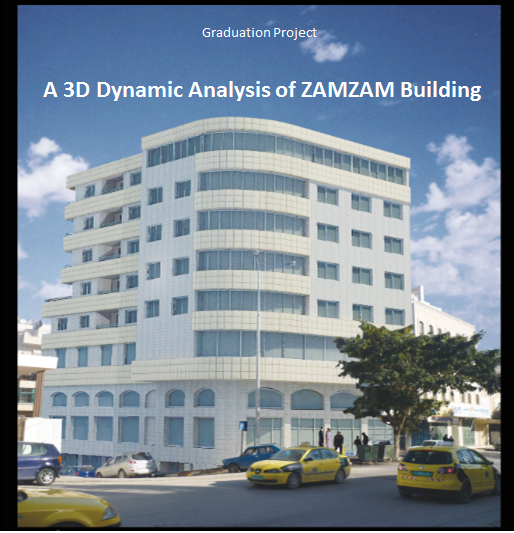 Graduation Project
A 3D Dynamic Analysis of ZAMZAM Building